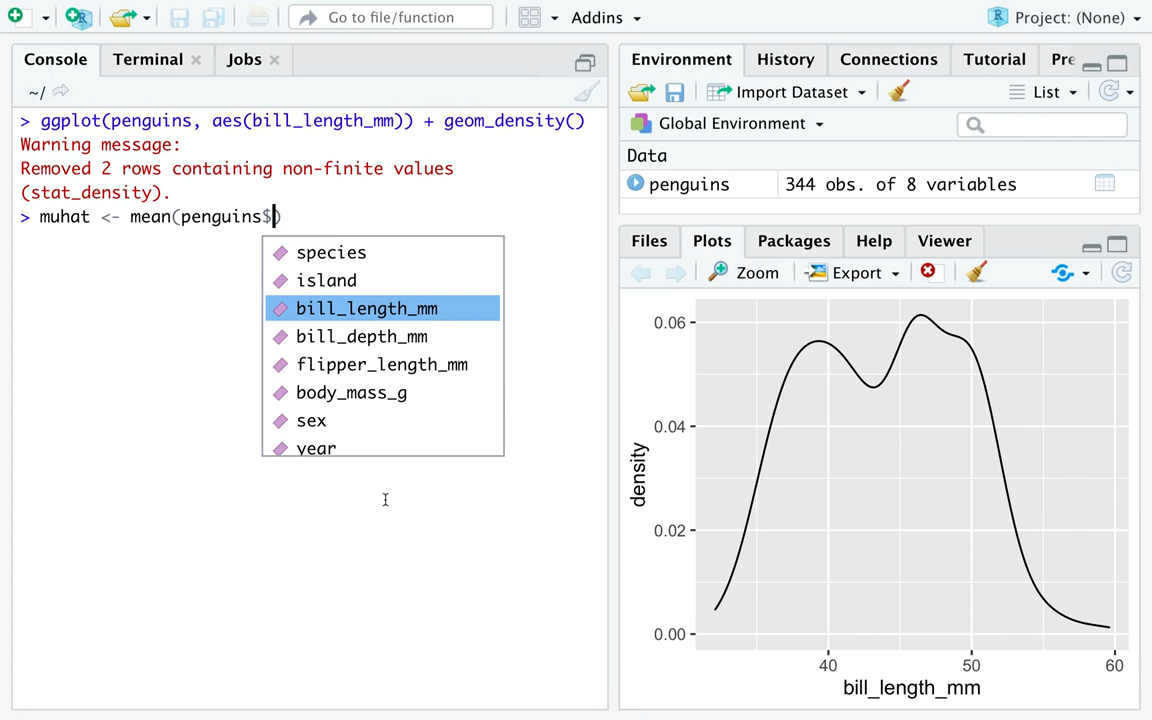 Go to file/function
Addins
Project: (None)
Console
Terminal
Jobs
~/
> ggplot(penguins, aes(bill_length_mm)) + geom_density()
Warning message:
Removed 2 rows containing non-finite values
(stat_density).
> muhat <- mean(penguins$)
species
island
bill_length_mm
bill_depth_mm
flipper_length_mm
body_mass_g
sex
year
Environment
History
Connections
Tutorial
Pre
Import Dataset
List
Global Environment
Data
penguins
344 obs. of 8 variables
Files
Plots
Packages
Help
Viewer
Zoom
Export
0.06
0.04
0.02
0.00
density
40
50
60
bill_length_mm